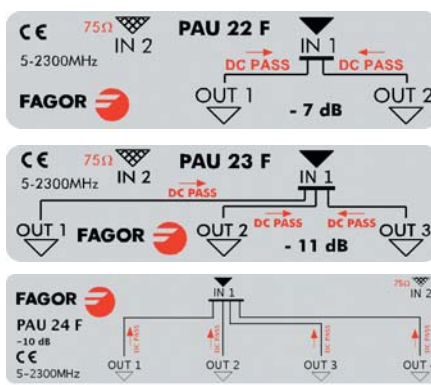 CE 75Ω PAU 22 F
5-2300MHz IN 2 IN 1
DC PASS DC PASS
FAGOR OUT 1 - 7 dB OUT 2
CE 75Ω PAU 23 F
5-2300MHz IN 2 IN 1
DC PASS
OUT 1 FAGOR OUT 2 DC PASS DC PASS OUT 3
- 11 dB
FAGOR IN 1 75Ω IN 2
PAU 24 F
-10 dB
CE
5-2300MHz
DC PASS DC PASS DC PASS DC PASS
OUT 1 OUT 2 OUT 3 OUT